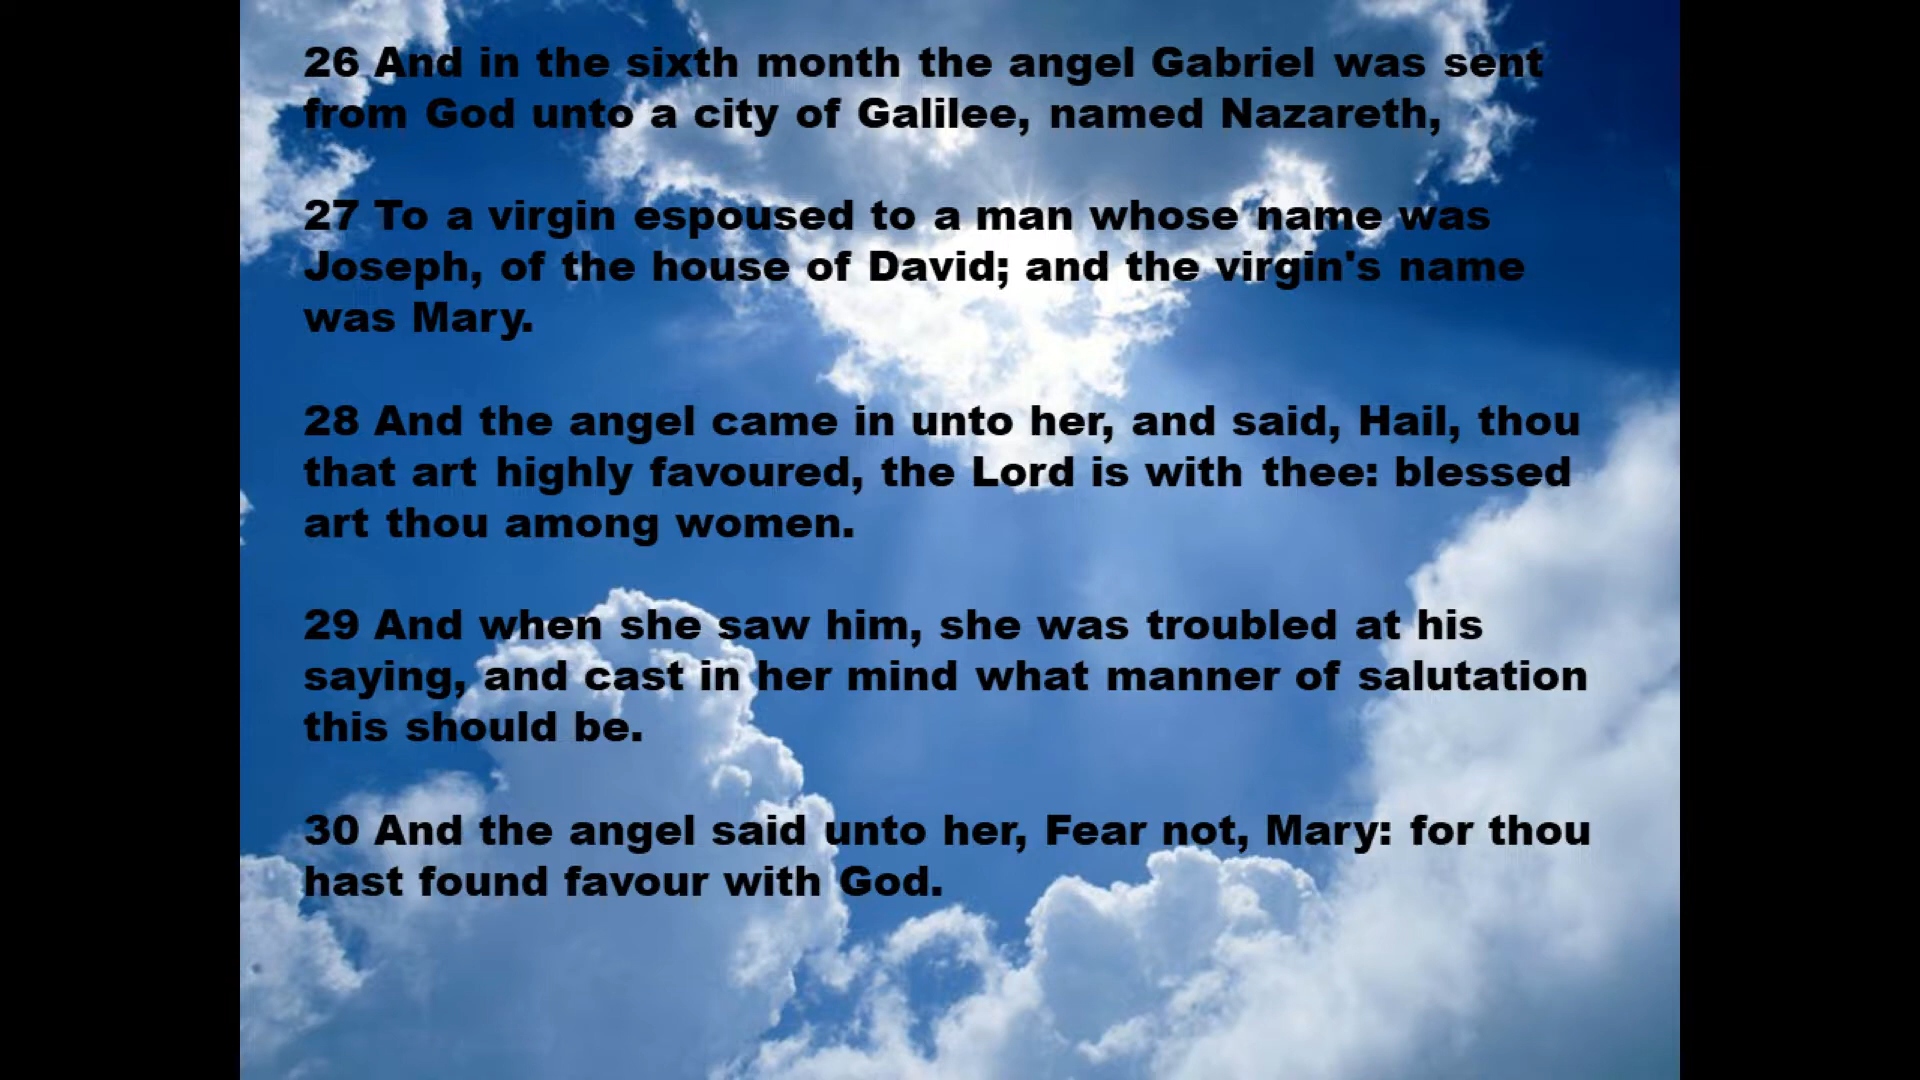 26 And in the sixth month the angel Gabriel was sent
from God unto a city of Galilee, named Nazareth,
27 To a virgin espoused to a man whose name was
Joseph, of the house of David; and the virgin's name
was Mary.
28 And the angel came in unto her, and said, Hail, thou
that art highly favoured, the Lord is with thee: blessed
art thou among women.
29 And when she saw him, she was troubled at his
saying, and cast in her mind what manner of salutation
this should be.
30 And the angel said unto her, Fear not, Mary: for thou
hast found favour with God.